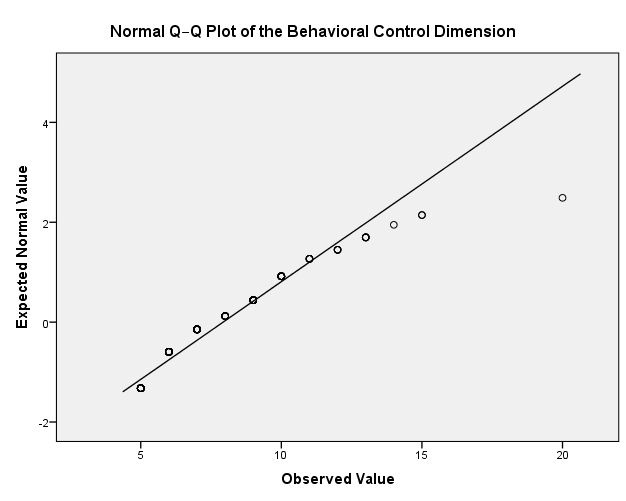 Normal Q–Q Plot of the Behavioral Control Dimension
Expected Normal Value
4
2
0
-2
5 10 15 20
Observed Value